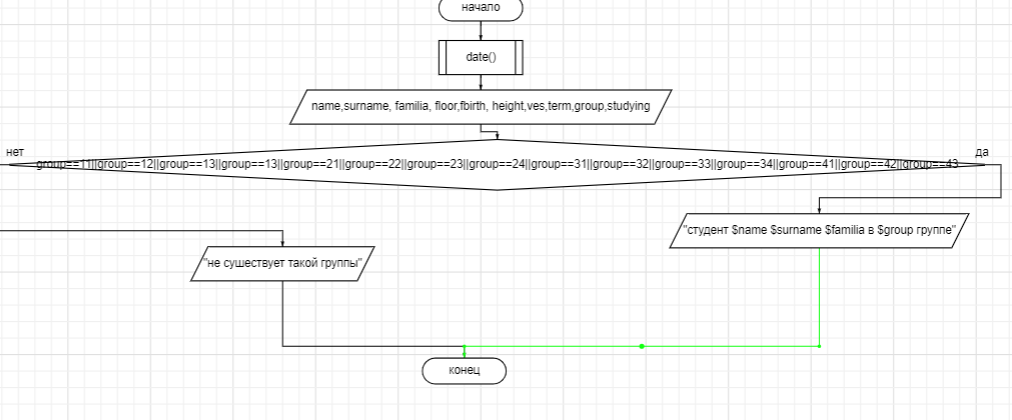 начало
date()
name,surname, familia, floor,fbirth, height,ves,term,group,studying
нет
group==11||group==12||group==13||group==13||group==21||group==22||group==23||group==24||group==31||group==32||group==33||group==34||group==41||group==42||group==43
да
"студент $name $surname $familia в $group группе"
"не сушествует такой группы"
конец